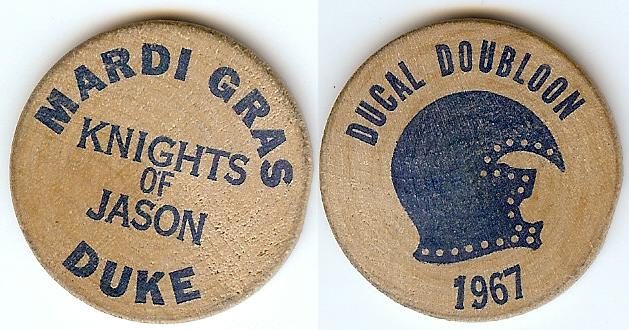 MARDI GRAS
KNIGHTS
OF
JASON
DUKE
DUCAL DOUBLOON
1967